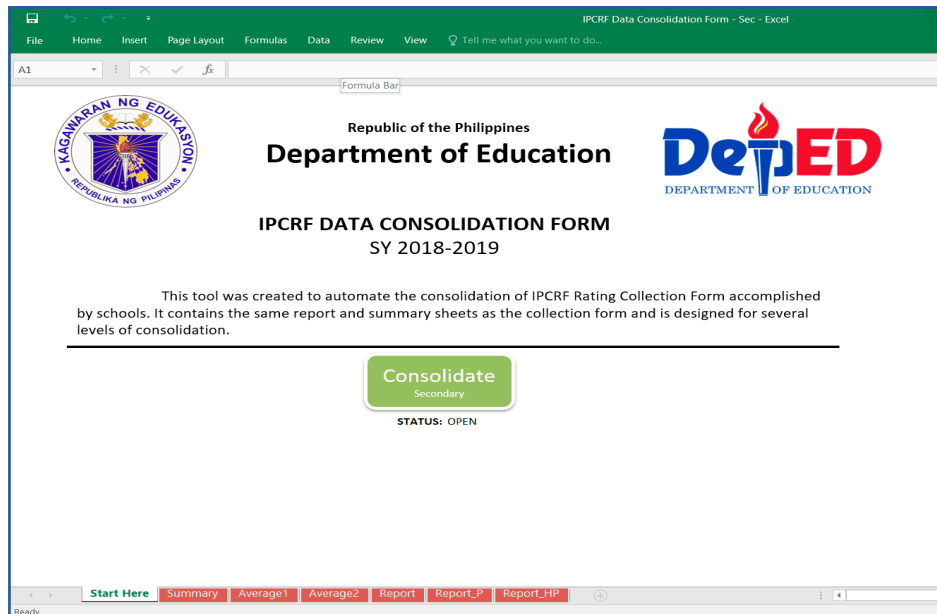 IPCRF Data Consolidation Form - Sec - Excel
File Home Insert Page Layout Formulas Data Review View Tell me what you want to do...
A1 fx
Formula Bar
KAGAWARAN NG EDUKASYON
REPUBLIKA NG PILIPINAS
Republic of the Philippines
Department of Education
DepED
DEPARTMENT OF EDUCATION
IPCRF DATA CONSOLIDATION FORM
SY 2018-2019
This tool was created to automate the consolidation of IPCRF Rating Collection Form accomplished
by schools. It contains the same report and summary sheets as the collection form and is designed for several
levels of consolidation.
Consolidate
Secondary
STATUS: OPEN
Start Here Summary Average1 Average2 Report Report_P Report_HP
Ready